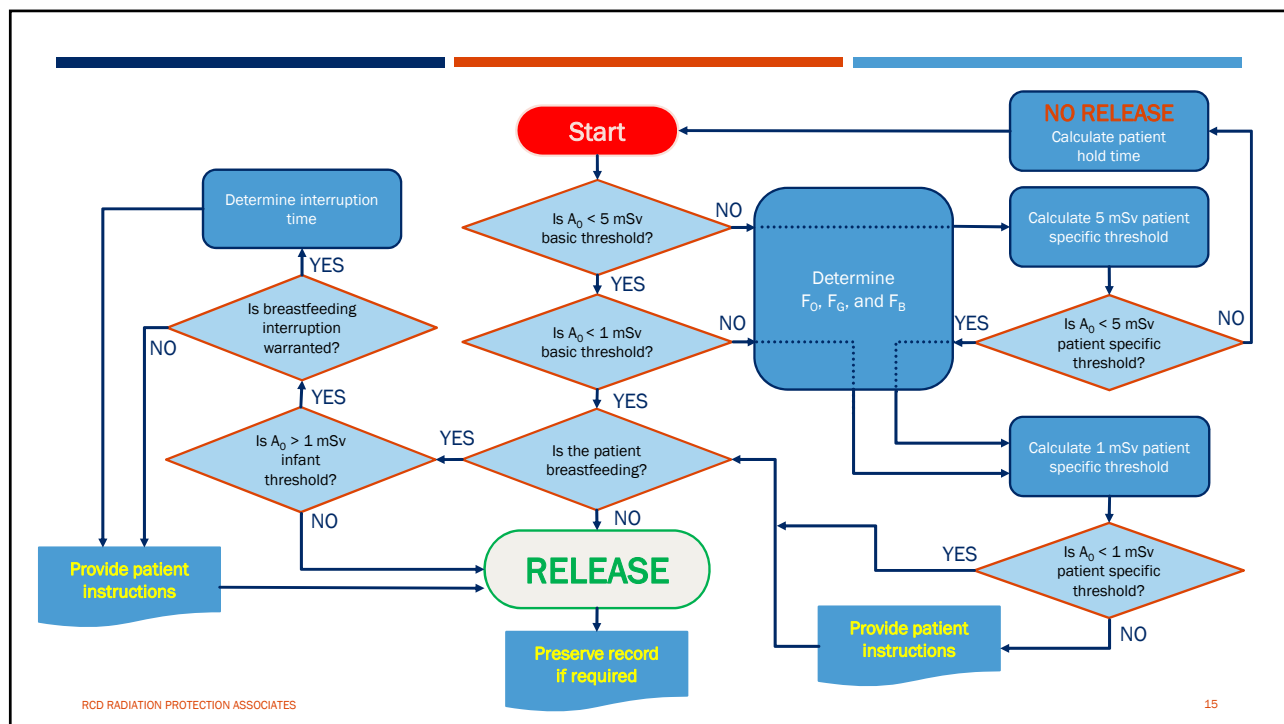 NO RELEASE
Calculate patient
hold time
Start
Determine interruption
time
Is A₀ < 5 mSv
basic threshold?
NO
Calculate 5 mSv patient
specific threshold
YES
YES
Determine
F_O, F_G, and F_B
Is breastfeeding
interruption
warranted?
NO
Is A₀ < 1 mSv
basic threshold?
NO
YES
Is A₀ < 5 mSv
patient specific
threshold?
NO
YES
YES
Is A₀ > 1 mSv
infant
threshold?
YES
Is the patient
breastfeeding?
Calculate 1 mSv patient
specific threshold
NO
NO
Provide patient
instructions
RELEASE
YES
Is A₀ < 1 mSv
patient specific
threshold?
NO
Provide patient
instructions
Preserve record
if required
RCD RADIATION PROTECTION ASSOCIATES
15